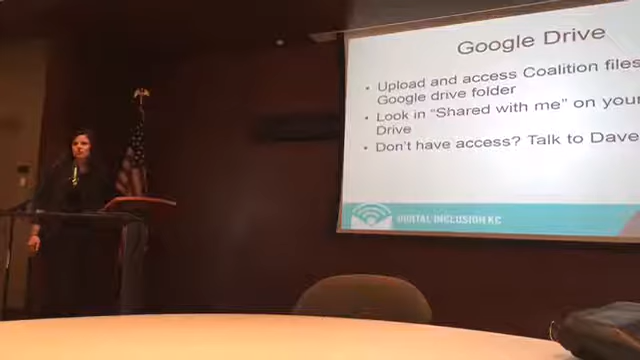 Google Drive
• Upload and access Coalition files
Google drive folder
• Look in "Shared with me" on your
Drive
• Don't have access? Talk to Dave
DIGITAL INCLUSION KC